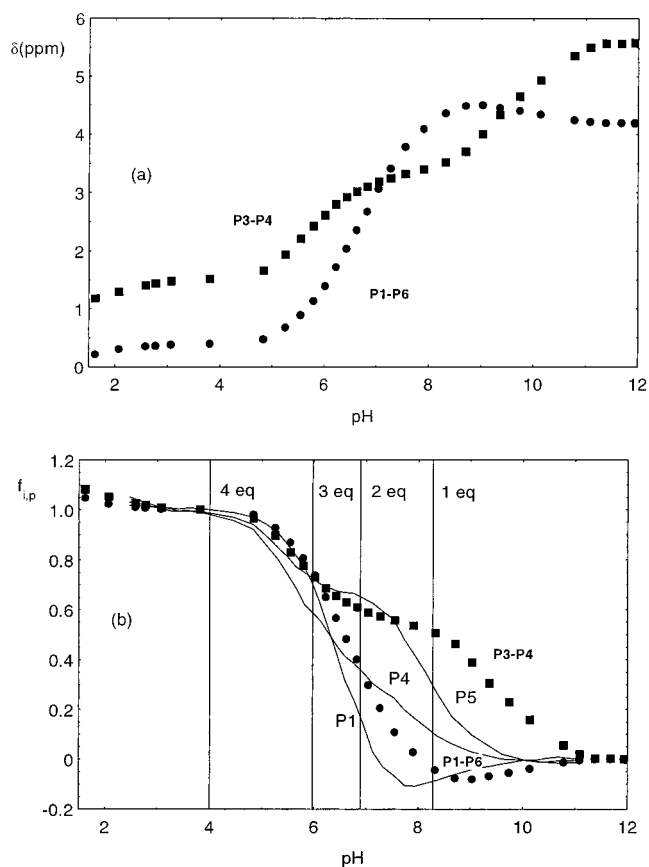 6
δ(ppm)
5
4
(a)
3
P3-P4
2
P1-P6
1
0
2 4 6 8 10 12
pH
1.2
f i,p
4 eq 3 eq 2 eq 1 eq
1.0
0.8
0.6
(b)
P3-P4
0.4
P4 P5
0.2
P1
P1-P6
0.0
-0.2
2 4 6 8 10 12
pH